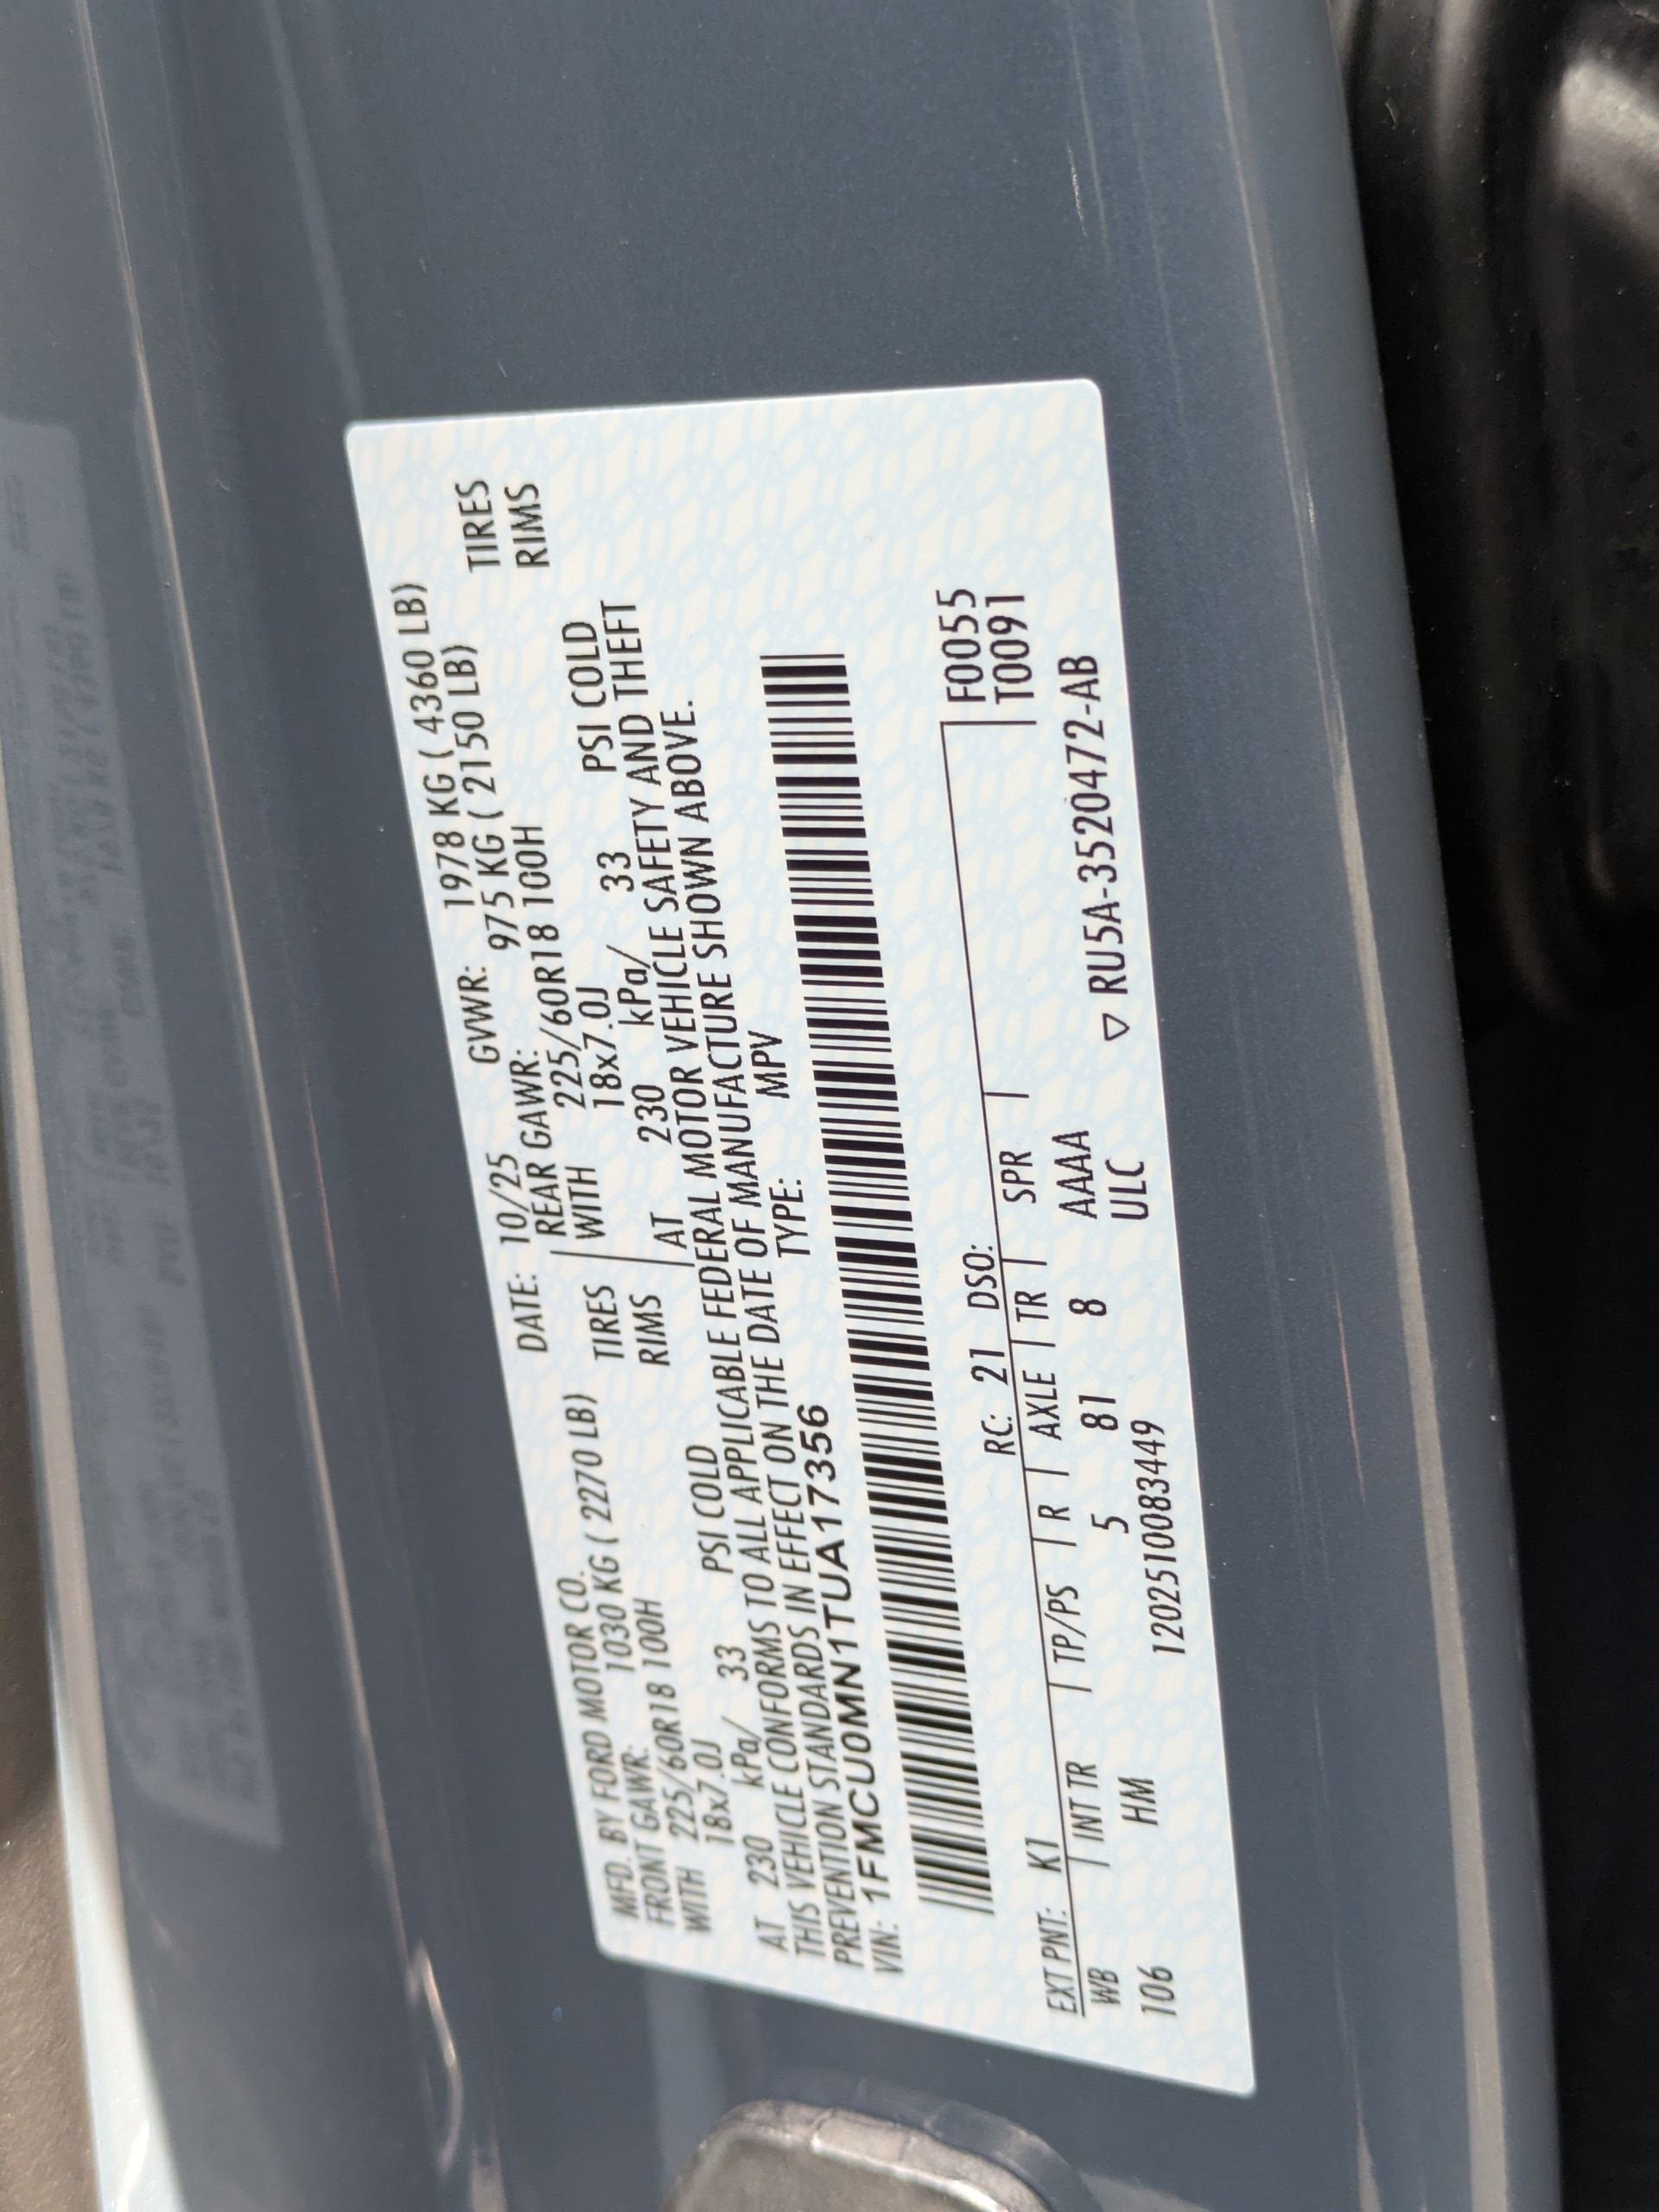 MFD. BY FORD MOTOR CO. DATE: 10/25 GVWR: 1978 KG ( 4360 LB)
FRONT GAWR: 1030 KG ( 2270 LB) REAR GAWR: 975 KG ( 2150 LB)
WITH 225/60R18 100H TIRES WITH 225/60R18 100H TIRES
18x7.0J RIMS 18x7.0J RIMS
AT 230 kPa/ 33 PSI COLD AT 230 kPa/ 33 PSI COLD
THIS VEHICLE CONFORMS TO ALL APPLICABLE FEDERAL MOTOR VEHICLE SAFETY AND THEFT
PREVENTION STANDARDS IN EFFECT ON THE DATE OF MANUFACTURE SHOWN ABOVE.
VIN: 1FMCU0MN1TUA17356 TYPE: MPV
EXT PNT: K1 RC: 21 DSO: F0055
WB INT TR TP/PS R AXLE TR SPR T0091
106 HM 5 81 8 AAAA
1202510083449 ULC ▽ RU5A-3520472-AB